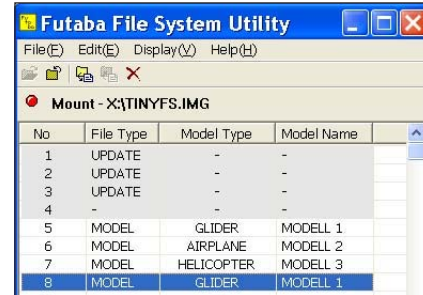 Futaba File System Utility
File(F) Edit(E) Display(V) Help(H)
Mount - X:\TINYFS.IMG
No File Type Model Type Model Name
1 UPDATE - -
2 UPDATE - -
3 UPDATE - -
4 - - -
5 MODEL GLIDER MODELL 1
6 MODEL AIRPLANE MODELL 2
7 MODEL HELICOPTER MODELL 3
8 MODEL GLIDER MODELL 1